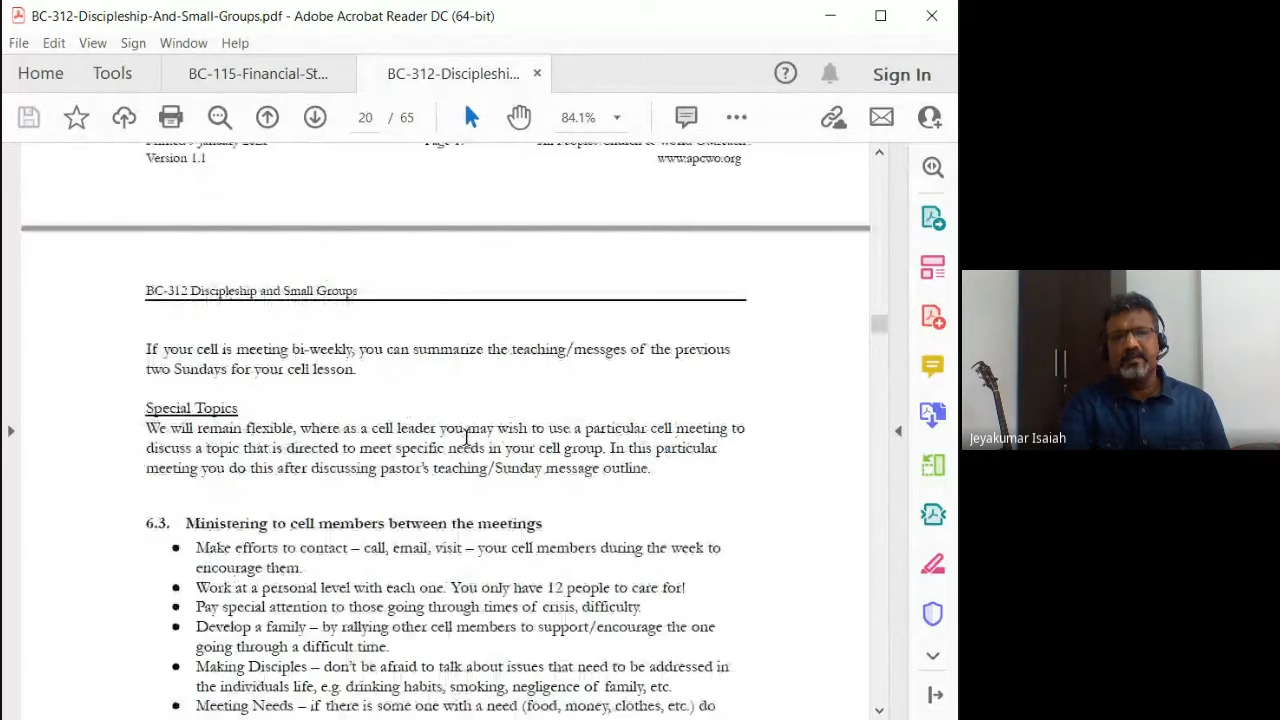 BC-312-Discipleship-And-Small-Groups.pdf - Adobe Acrobat Reader DC (64-bit)
File Edit View Sign Window Help
Home Tools BC-115-Financial-St... BC-312-Discipleshi... Sign In
20 / 65 84.1%
Version 1.1 www.apcwo.org
BC-312 Discipleship and Small Groups
If your cell is meeting bi-weekly, you can summarize the teaching/messges of the previous
two Sundays for your cell lesson.
Special Topics
We will remain flexible, where as a cell leader you may wish to use a particular cell meeting to
discuss a topic that is directed to meet specific needs in your cell group. In this particular
meeting you do this after discussing pastor's teaching/Sunday message outline.
6.3. Ministering to cell members between the meetings
• Make efforts to contact – call, email, visit – your cell members during the week to
encourage them.
• Work at a personal level with each one. You only have 12 people to care for!
• Pay special attention to those going through times of crisis, difficulty.
• Develop a family – by rallying other cell members to support/encourage the one
going through a difficult time.
• Making Disciples – don't be afraid to talk about issues that need to be addressed in
the individuals life, e.g. drinking habits, smoking, negligence of family, etc.
• Meeting Needs – if there is some one with a need (food, money, clothes, etc.) do
Jeyakumar Isaiah